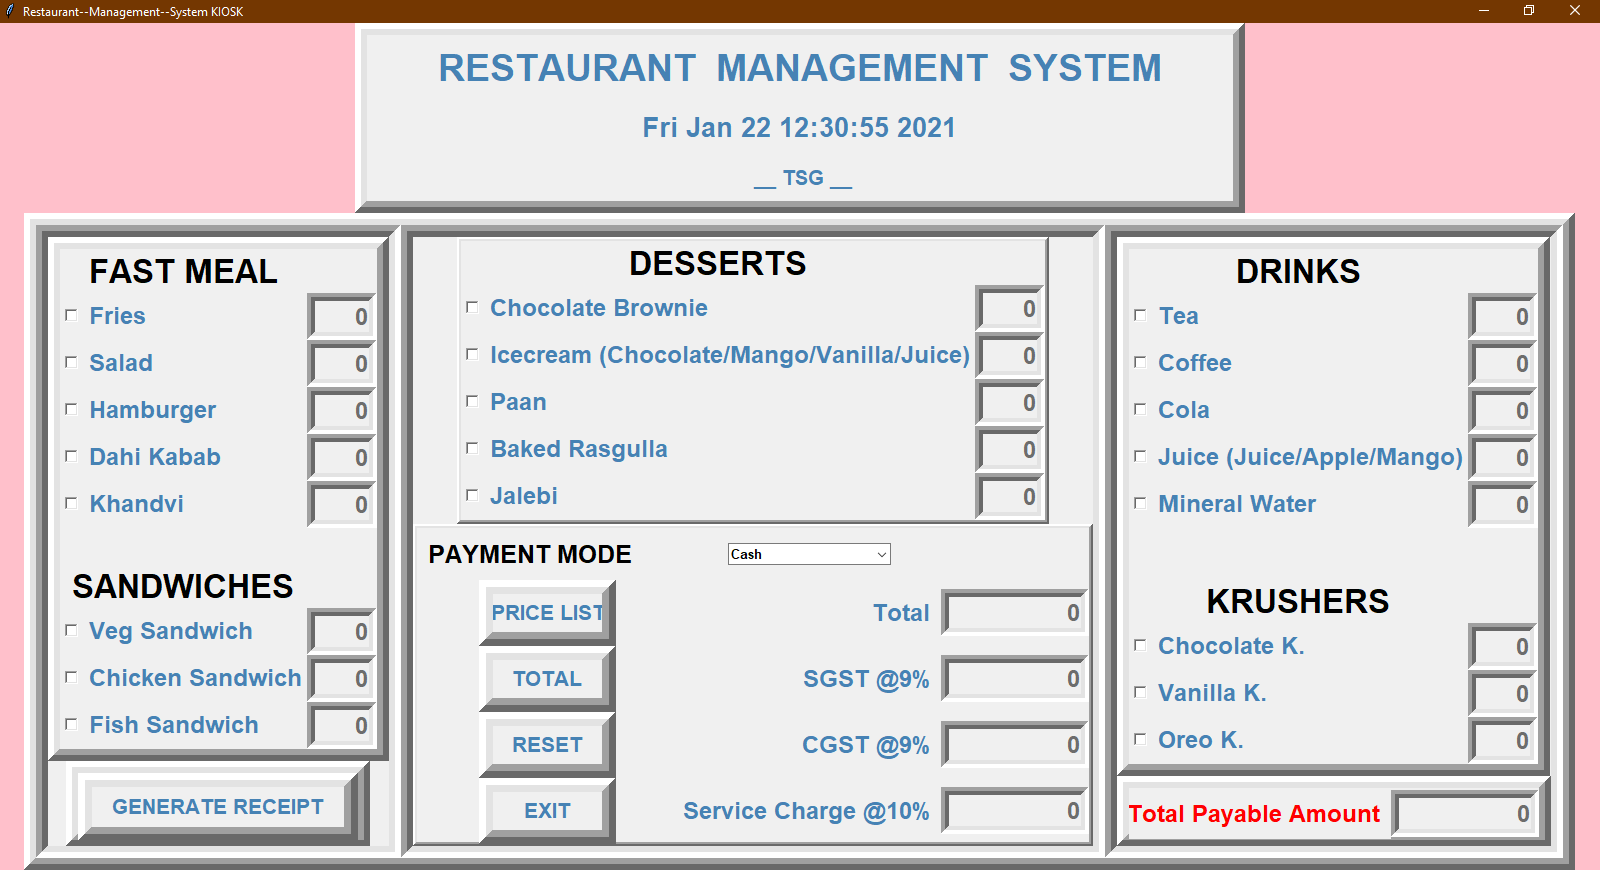 Restaurant--Management--System KIOSK
RESTAURANT MANAGEMENT SYSTEM
Fri Jan 22 12:30:55 2021
__ TSG __
FAST MEAL
Fries 0
Salad 0
Hamburger 0
Dahi Kabab 0
Khandvi 0
SANDWICHES
Veg Sandwich 0
Chicken Sandwich 0
Fish Sandwich 0
GENERATE RECEIPT
DESSERTS
Chocolate Brownie 0
Icecream (Chocolate/Mango/Vanilla/Juice) 0
Paan 0
Baked Rasgulla 0
Jalebi 0
PAYMENT MODE Cash
PRICE LIST Total 0
TOTAL SGST @9% 0
RESET CGST @9% 0
EXIT Service Charge @10% 0
DRINKS
Tea 0
Coffee 0
Cola 0
Juice (Juice/Apple/Mango) 0
Mineral Water 0
KRUSHERS
Chocolate K. 0
Vanilla K. 0
Oreo K. 0
Total Payable Amount 0